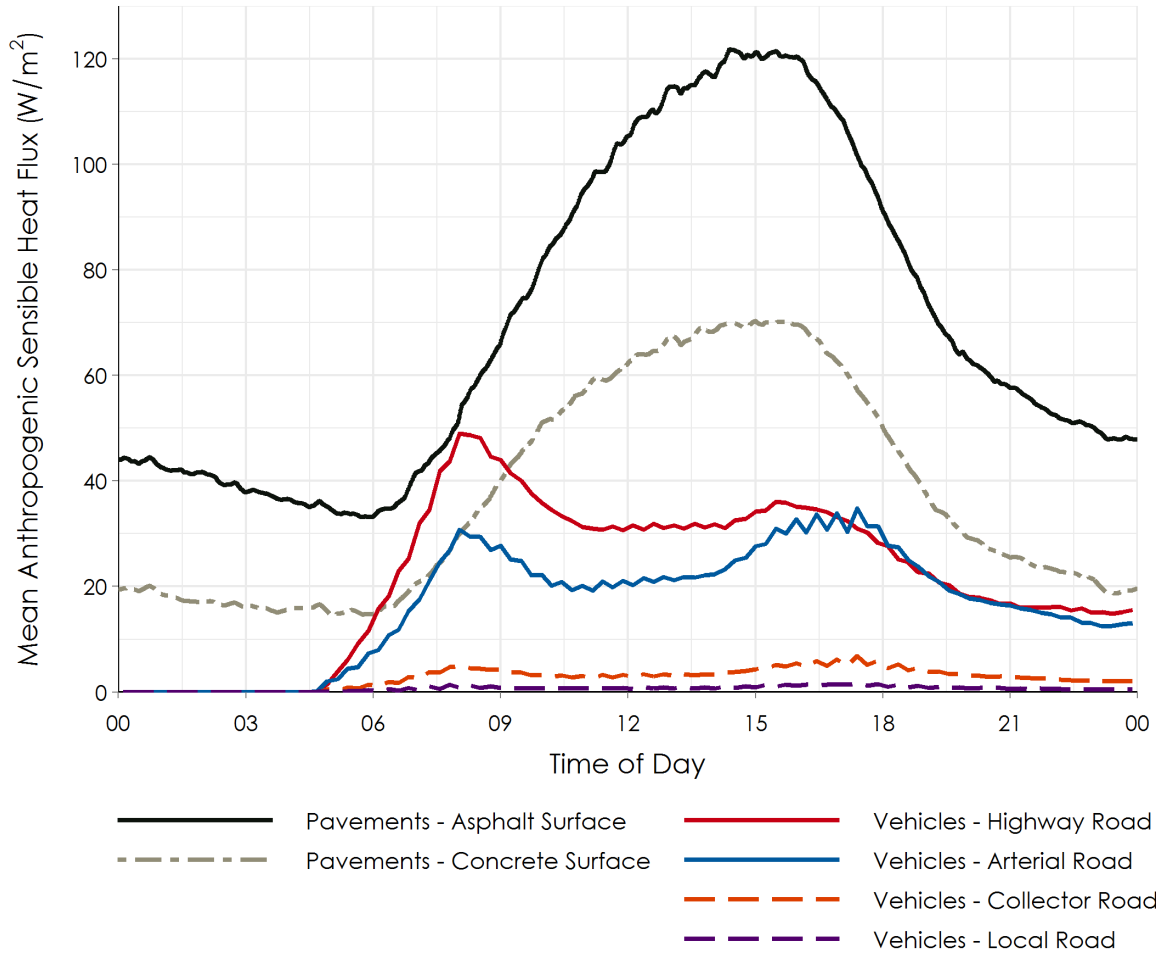 Mean Anthropogenic Sensible Heat Flux (W/m²)
120
100
80
60
40
20
0
00 03 06 09 12 15 18 21 00
Time of Day
Pavements - Asphalt Surface
Pavements - Concrete Surface
Vehicles - Highway Road
Vehicles - Arterial Road
Vehicles - Collector Road
Vehicles - Local Road